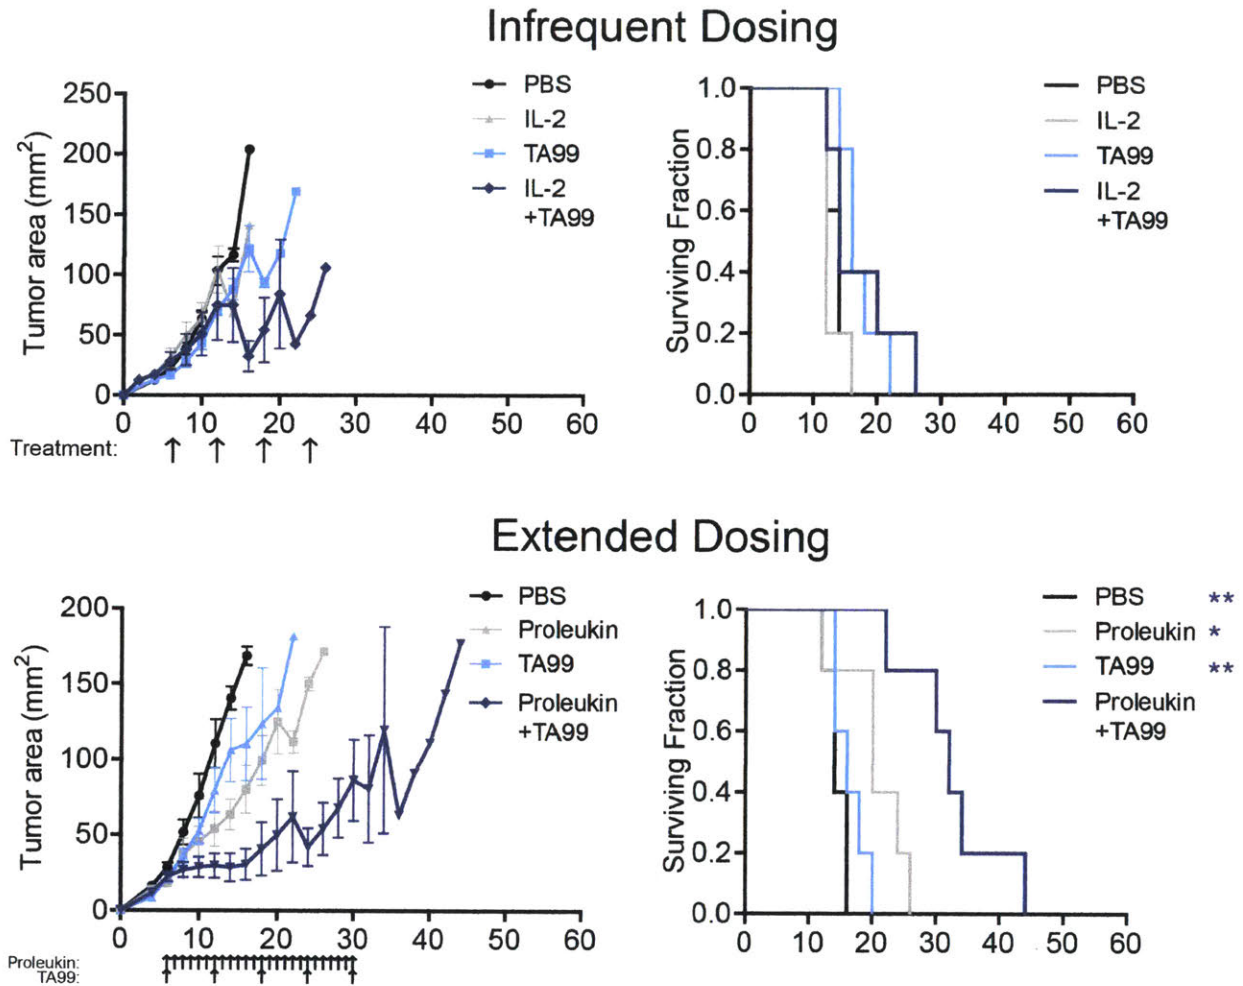 Infrequent Dosing
Tumor area (mm²)
250
200
150
100
50
0
0 10 20 30 40 50 60
Treatment:
PBS
IL-2
TA99
IL-2
+TA99
Surviving Fraction
1.0
0.8
0.6
0.4
0.2
0.0
0 10 20 30 40 50 60
PBS
IL-2
TA99
IL-2
+TA99
Extended Dosing
Tumor area (mm²)
200
150
100
50
0
0 10 20 30 40 50 60
Proleukin:
TA99:
PBS
Proleukin
TA99
Proleukin
+TA99
Surviving Fraction
1.0
0.8
0.6
0.4
0.2
0.0
0 10 20 30 40 50 60
PBS **
Proleukin *
TA99 **
Proleukin
+TA99